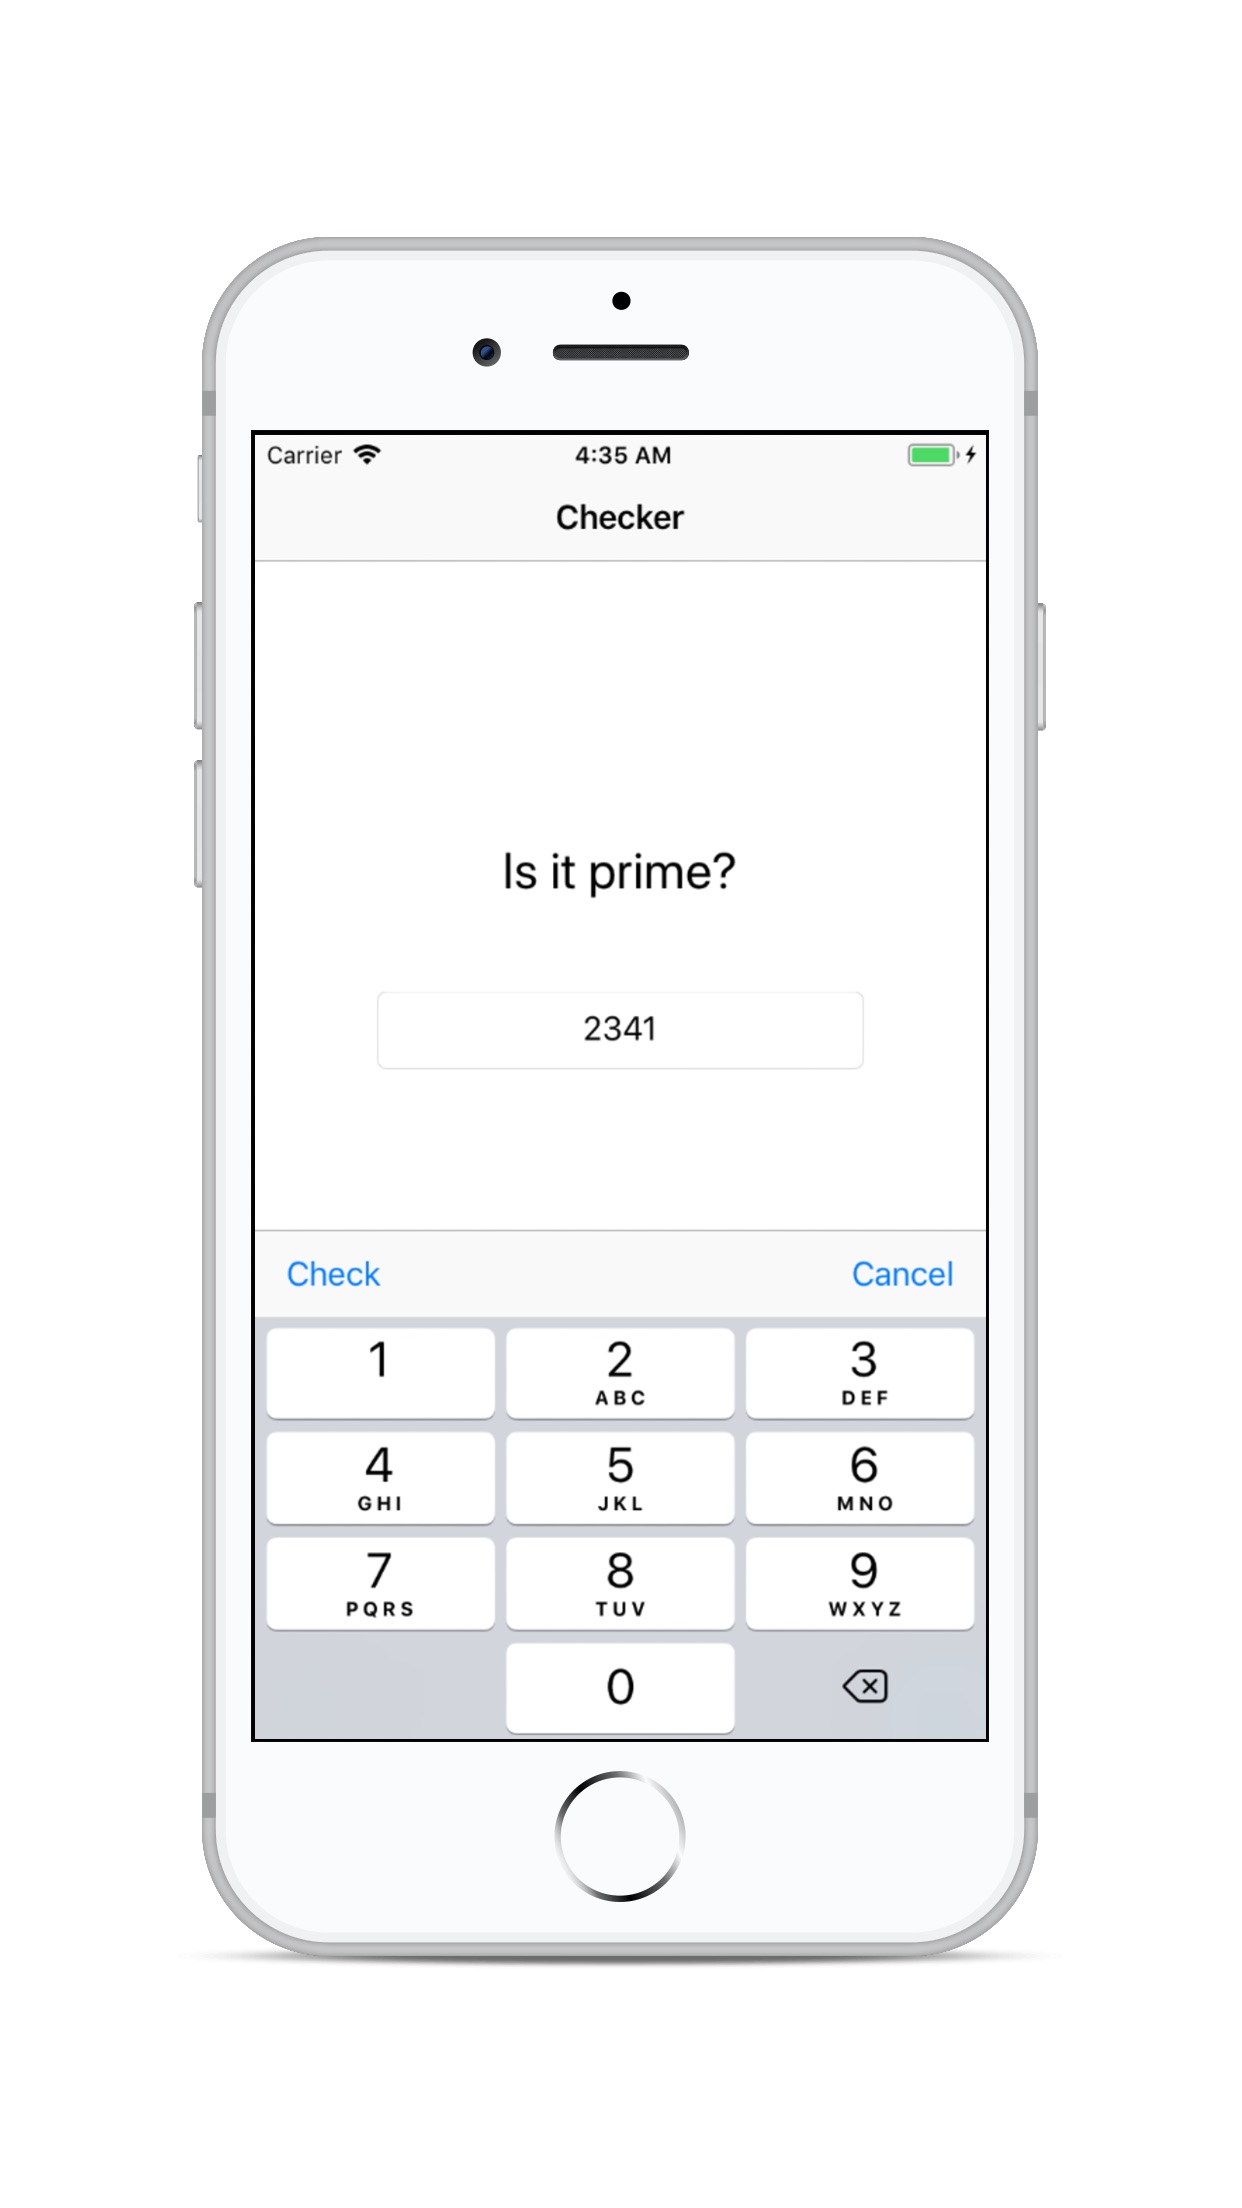 Carrier 4:35 AM
Checker
Is it prime?
2341
Check Cancel
1 2 3
ABC DEF
4 5 6
GHI JKL MNO
7 8 9
PQRS TUV WXYZ
0